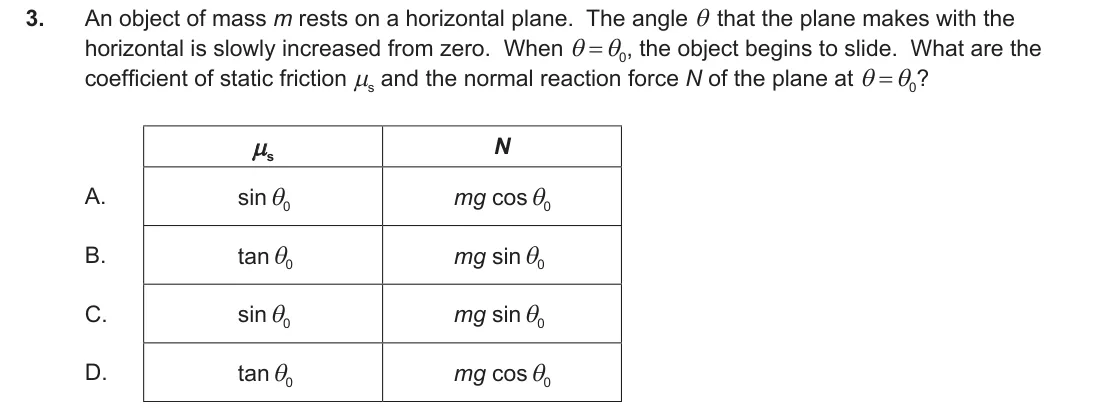 3. An object of mass m rests on a horizontal plane. The angle θ that the plane makes with the
horizontal is slowly increased from zero. When θ = θ₀, the object begins to slide. What are the
coefficient of static friction μₛ and the normal reaction force N of the plane at θ = θ₀?
μₛ N
A. sin θ₀ mg cos θ₀
B. tan θ₀ mg sin θ₀
C. sin θ₀ mg sin θ₀
D. tan θ₀ mg cos θ₀